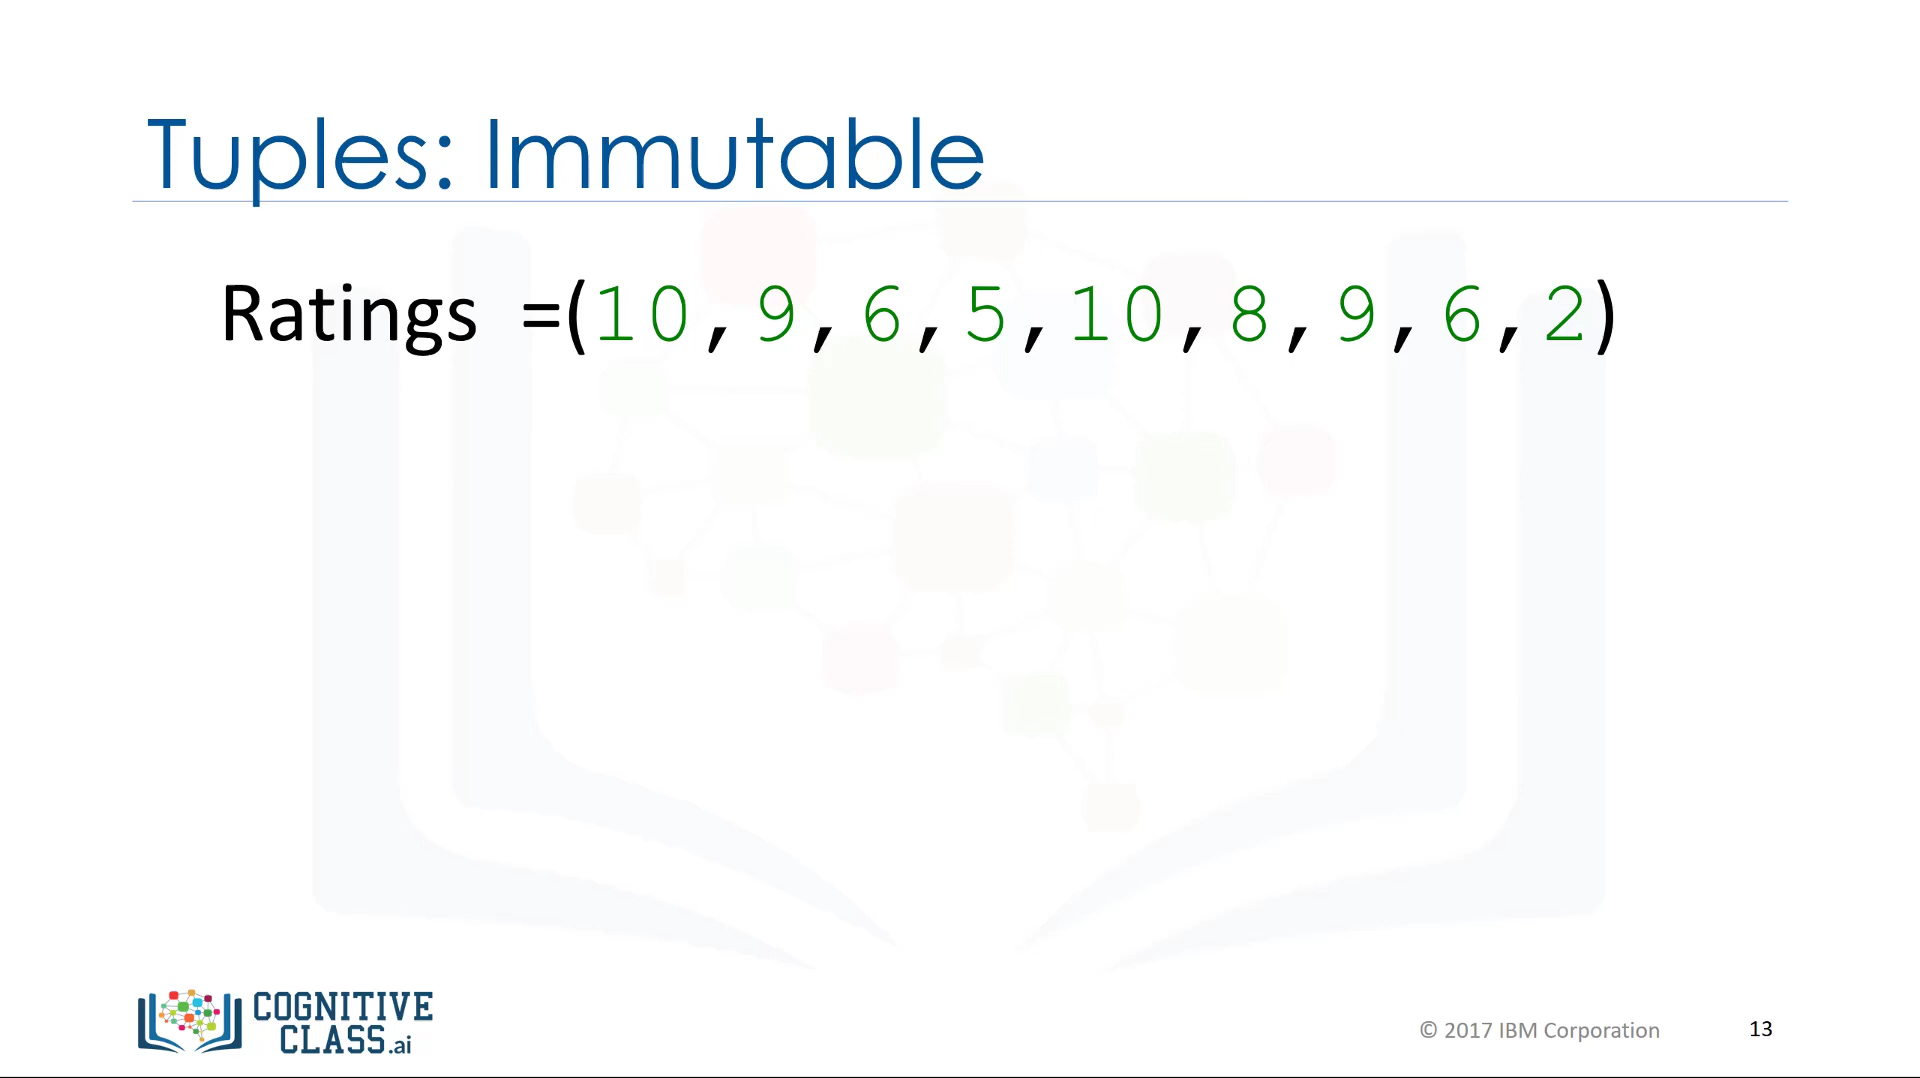 Tuples: Immutable
Ratings =(10,9,6,5,10,8,9,6,2)
COGNITIVE
CLASS.ai
© 2017 IBM Corporation
13